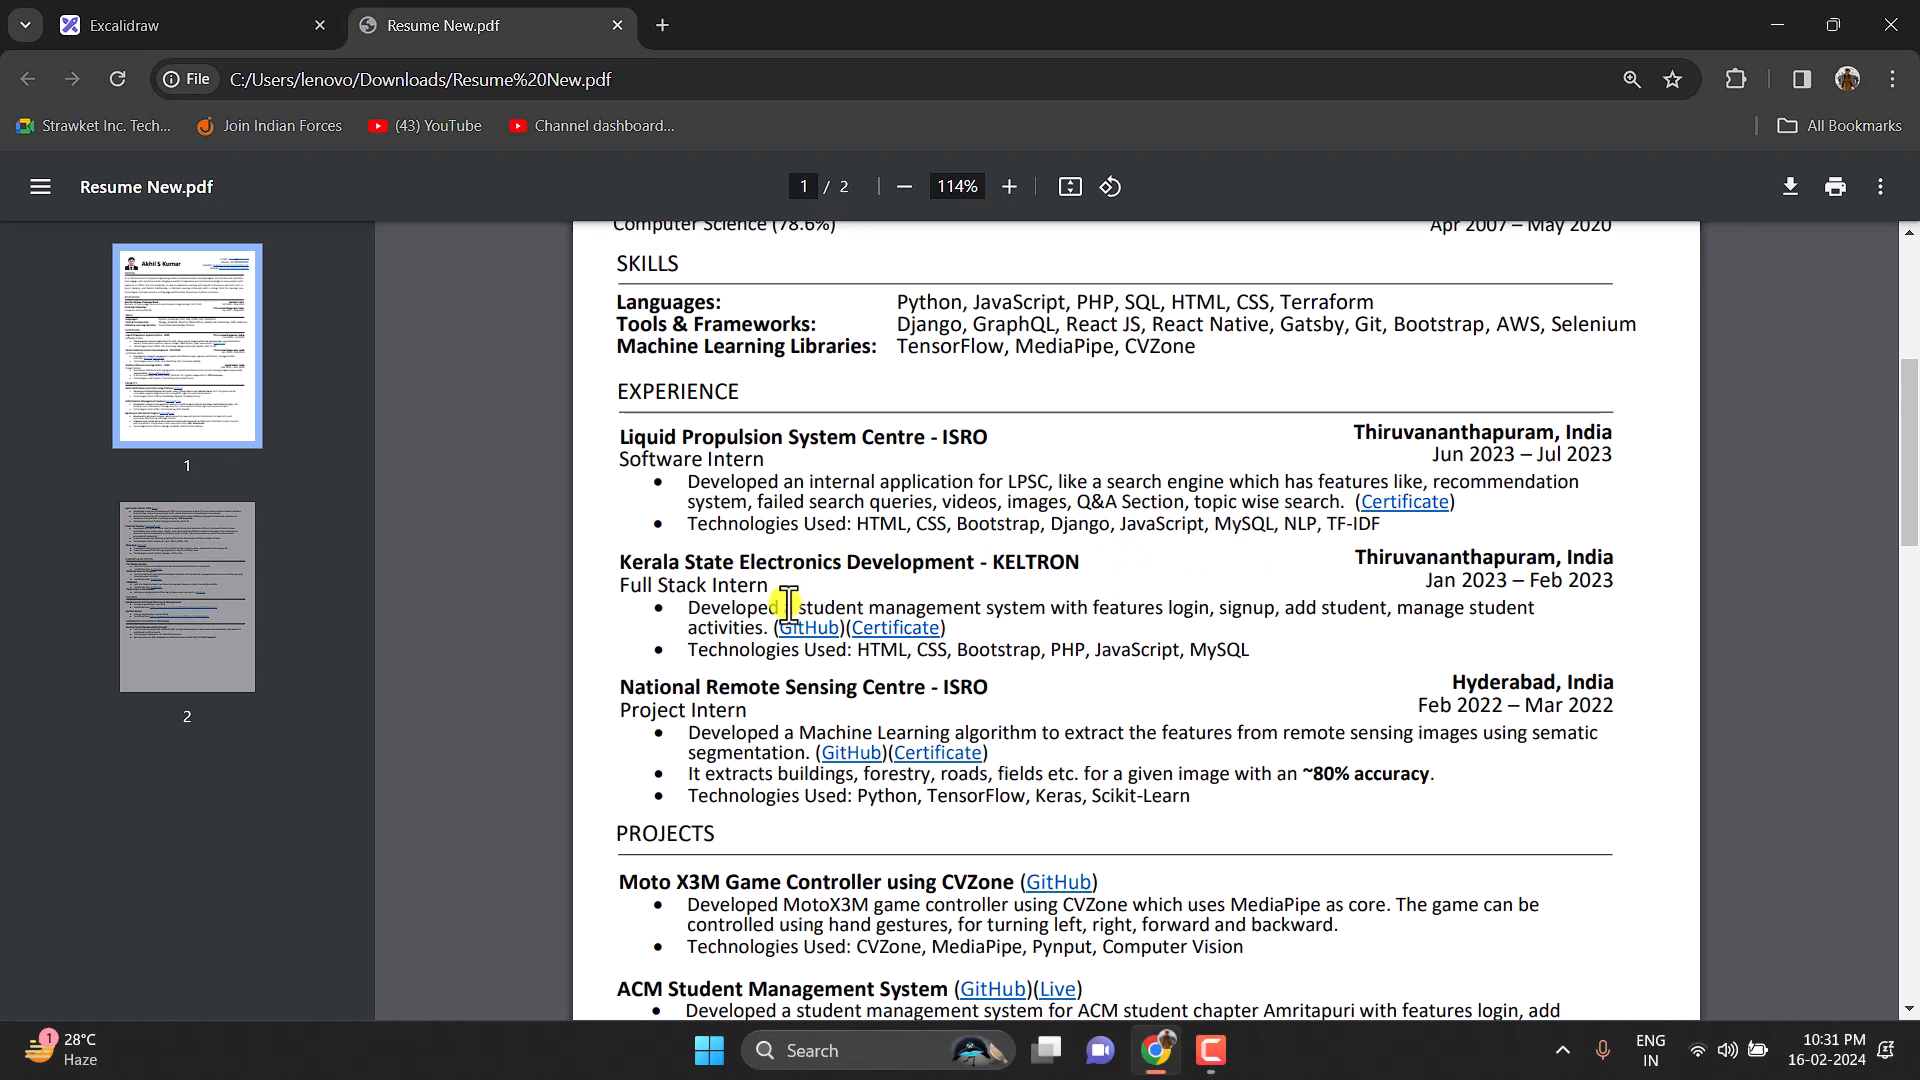 Excalidraw
Resume New.pdf
File
C:/Users/lenovo/Downloads/Resume%20New.pdf
Strawket Inc. Tech...
Join Indian Forces
(43) YouTube
Channel dashboard...
All Bookmarks
Resume New.pdf
1 / 2
114%
Akhil S Kumar
1
2
Computer Science (78.6%) Apr 2007 – May 2020
SKILLS
Languages: Python, JavaScript, PHP, SQL, HTML, CSS, Terraform
Tools & Frameworks: Django, GraphQL, React JS, React Native, Gatsby, Git, Bootstrap, AWS, Selenium
Machine Learning Libraries: TensorFlow, MediaPipe, CVZone
EXPERIENCE
Liquid Propulsion System Centre - ISRO Thiruvananthapuram, India
Software Intern Jun 2023 – Jul 2023
• Developed an internal application for LPSC, like a search engine which has features like, recommendation
system, failed search queries, videos, images, Q&A Section, topic wise search. (Certificate)
• Technologies Used: HTML, CSS, Bootstrap, Django, JavaScript, MySQL, NLP, TF-IDF
Kerala State Electronics Development - KELTRON Thiruvananthapuram, India
Full Stack Intern Jan 2023 – Feb 2023
• Developed a student management system with features login, signup, add student, manage student
activities. (GitHub)(Certificate)
• Technologies Used: HTML, CSS, Bootstrap, PHP, JavaScript, MySQL
National Remote Sensing Centre - ISRO Hyderabad, India
Project Intern Feb 2022 – Mar 2022
• Developed a Machine Learning algorithm to extract the features from remote sensing images using sematic
segmentation. (GitHub)(Certificate)
• It extracts buildings, forestry, roads, fields etc. for a given image with an ~80% accuracy.
• Technologies Used: Python, TensorFlow, Keras, Scikit-Learn
PROJECTS
Moto X3M Game Controller using CVZone (GitHub)
• Developed MotoX3M game controller using CVZone which uses MediaPipe as core. The game can be
controlled using hand gestures, for turning left, right, forward and backward.
• Technologies Used: CVZone, MediaPipe, Pynput, Computer Vision
ACM Student Management System (GitHub)(Live)
• Developed a student management system for ACM student chapter Amritapuri with features login, add
1
28°C
Haze
Search
ENG
IN
10:31 PM
16-02-2024